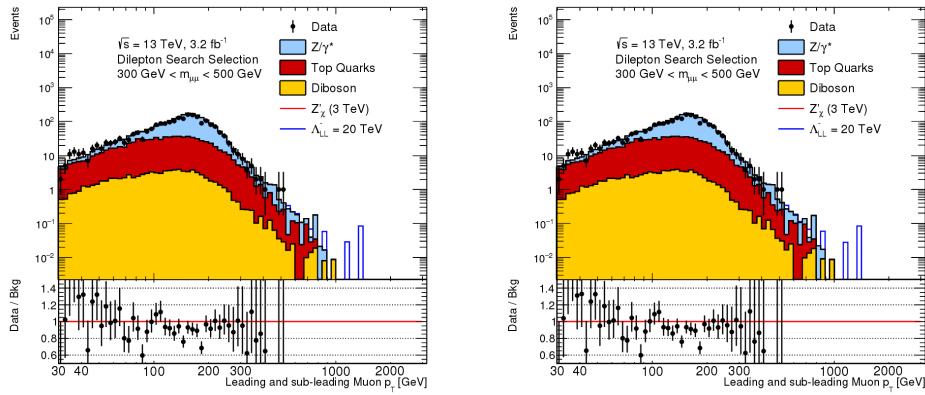 Events
10⁵
10⁴
10³
10²
10
1
10⁻¹
10⁻²
√s = 13 TeV, 3.2 fb⁻¹
Dilepton Search Selection
300 GeV < m_μμ < 500 GeV
Data
Z/γ*
Top Quarks
Diboson
Z'_χ (3 TeV)
Λ⁻_LL = 20 TeV
Data / Bkg
1.4
1.2
1
0.8
0.6
30 40 100 200 300 1000 2000
Leading and sub-leading Muon p_T [GeV]
Events
10⁵
10⁴
10³
10²
10
1
10⁻¹
10⁻²
√s = 13 TeV, 3.2 fb⁻¹
Dilepton Search Selection
300 GeV < m_μμ < 500 GeV
Data
Z/γ*
Top Quarks
Diboson
Z'_χ (3 TeV)
Λ⁻_LL = 20 TeV
Data / Bkg
1.4
1.2
1
0.8
0.6
30 40 100 200 300 1000 2000
Leading and sub-leading Muon p_T [GeV]